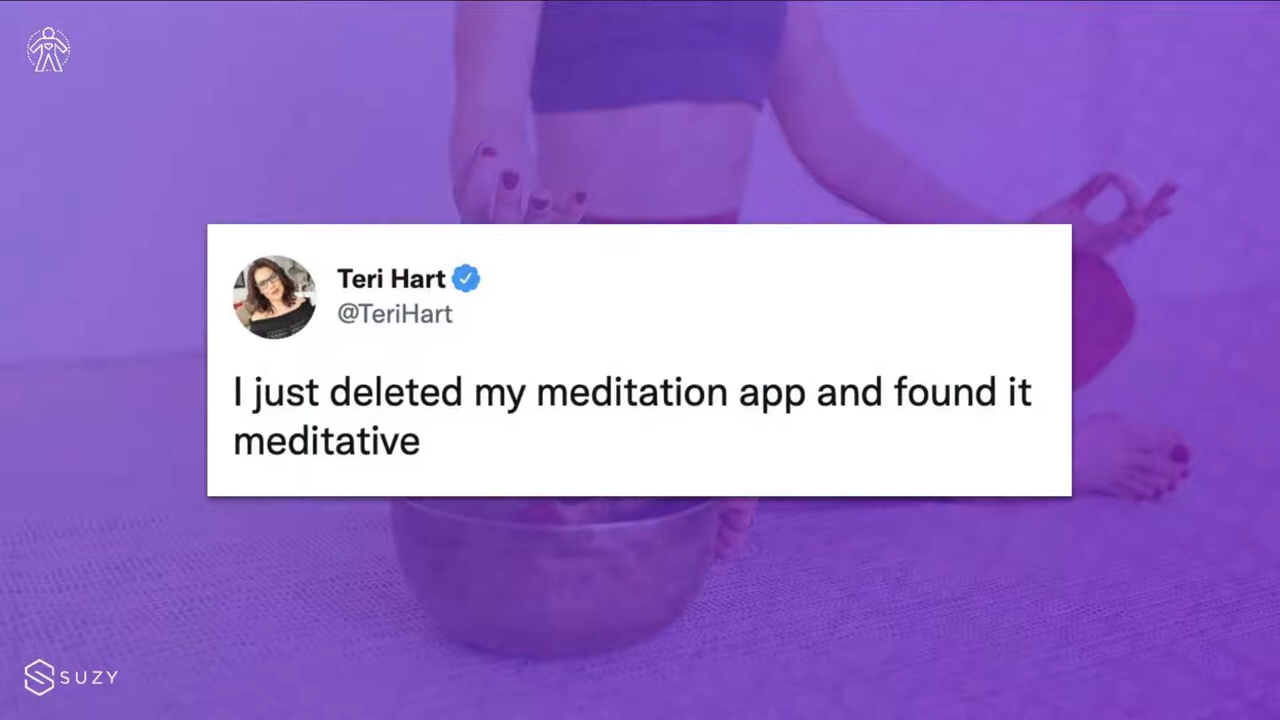 Teri Hart
@TeriHart
I just deleted my meditation app and found it
meditative
SUZY